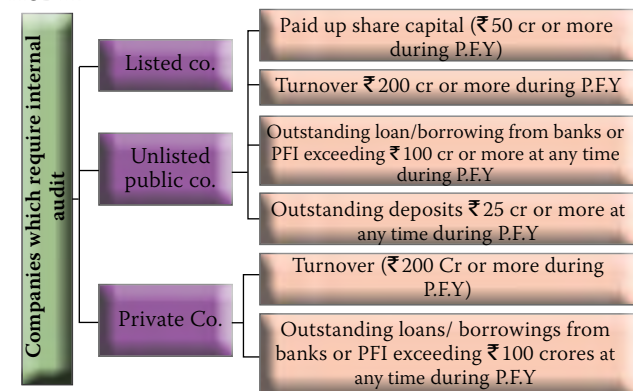 Companies which require internal
audit
Listed co.
Unlisted
public co.
Private Co.
Paid up share capital (₹50 cr or more
during P.F.Y)
Turnover ₹200 cr or more during P.F.Y
Outstanding loan/borrowing from banks or
PFI exceeding ₹100 cr or more at any time
during P.F.Y
Outstanding deposits ₹25 cr or more at
any time during P.F.Y
Turnover (₹200 Cr or more during
P.F.Y)
Outstanding loans/ borrowings from
banks or PFI exceeding ₹100 crores at
any time during P.F.Y